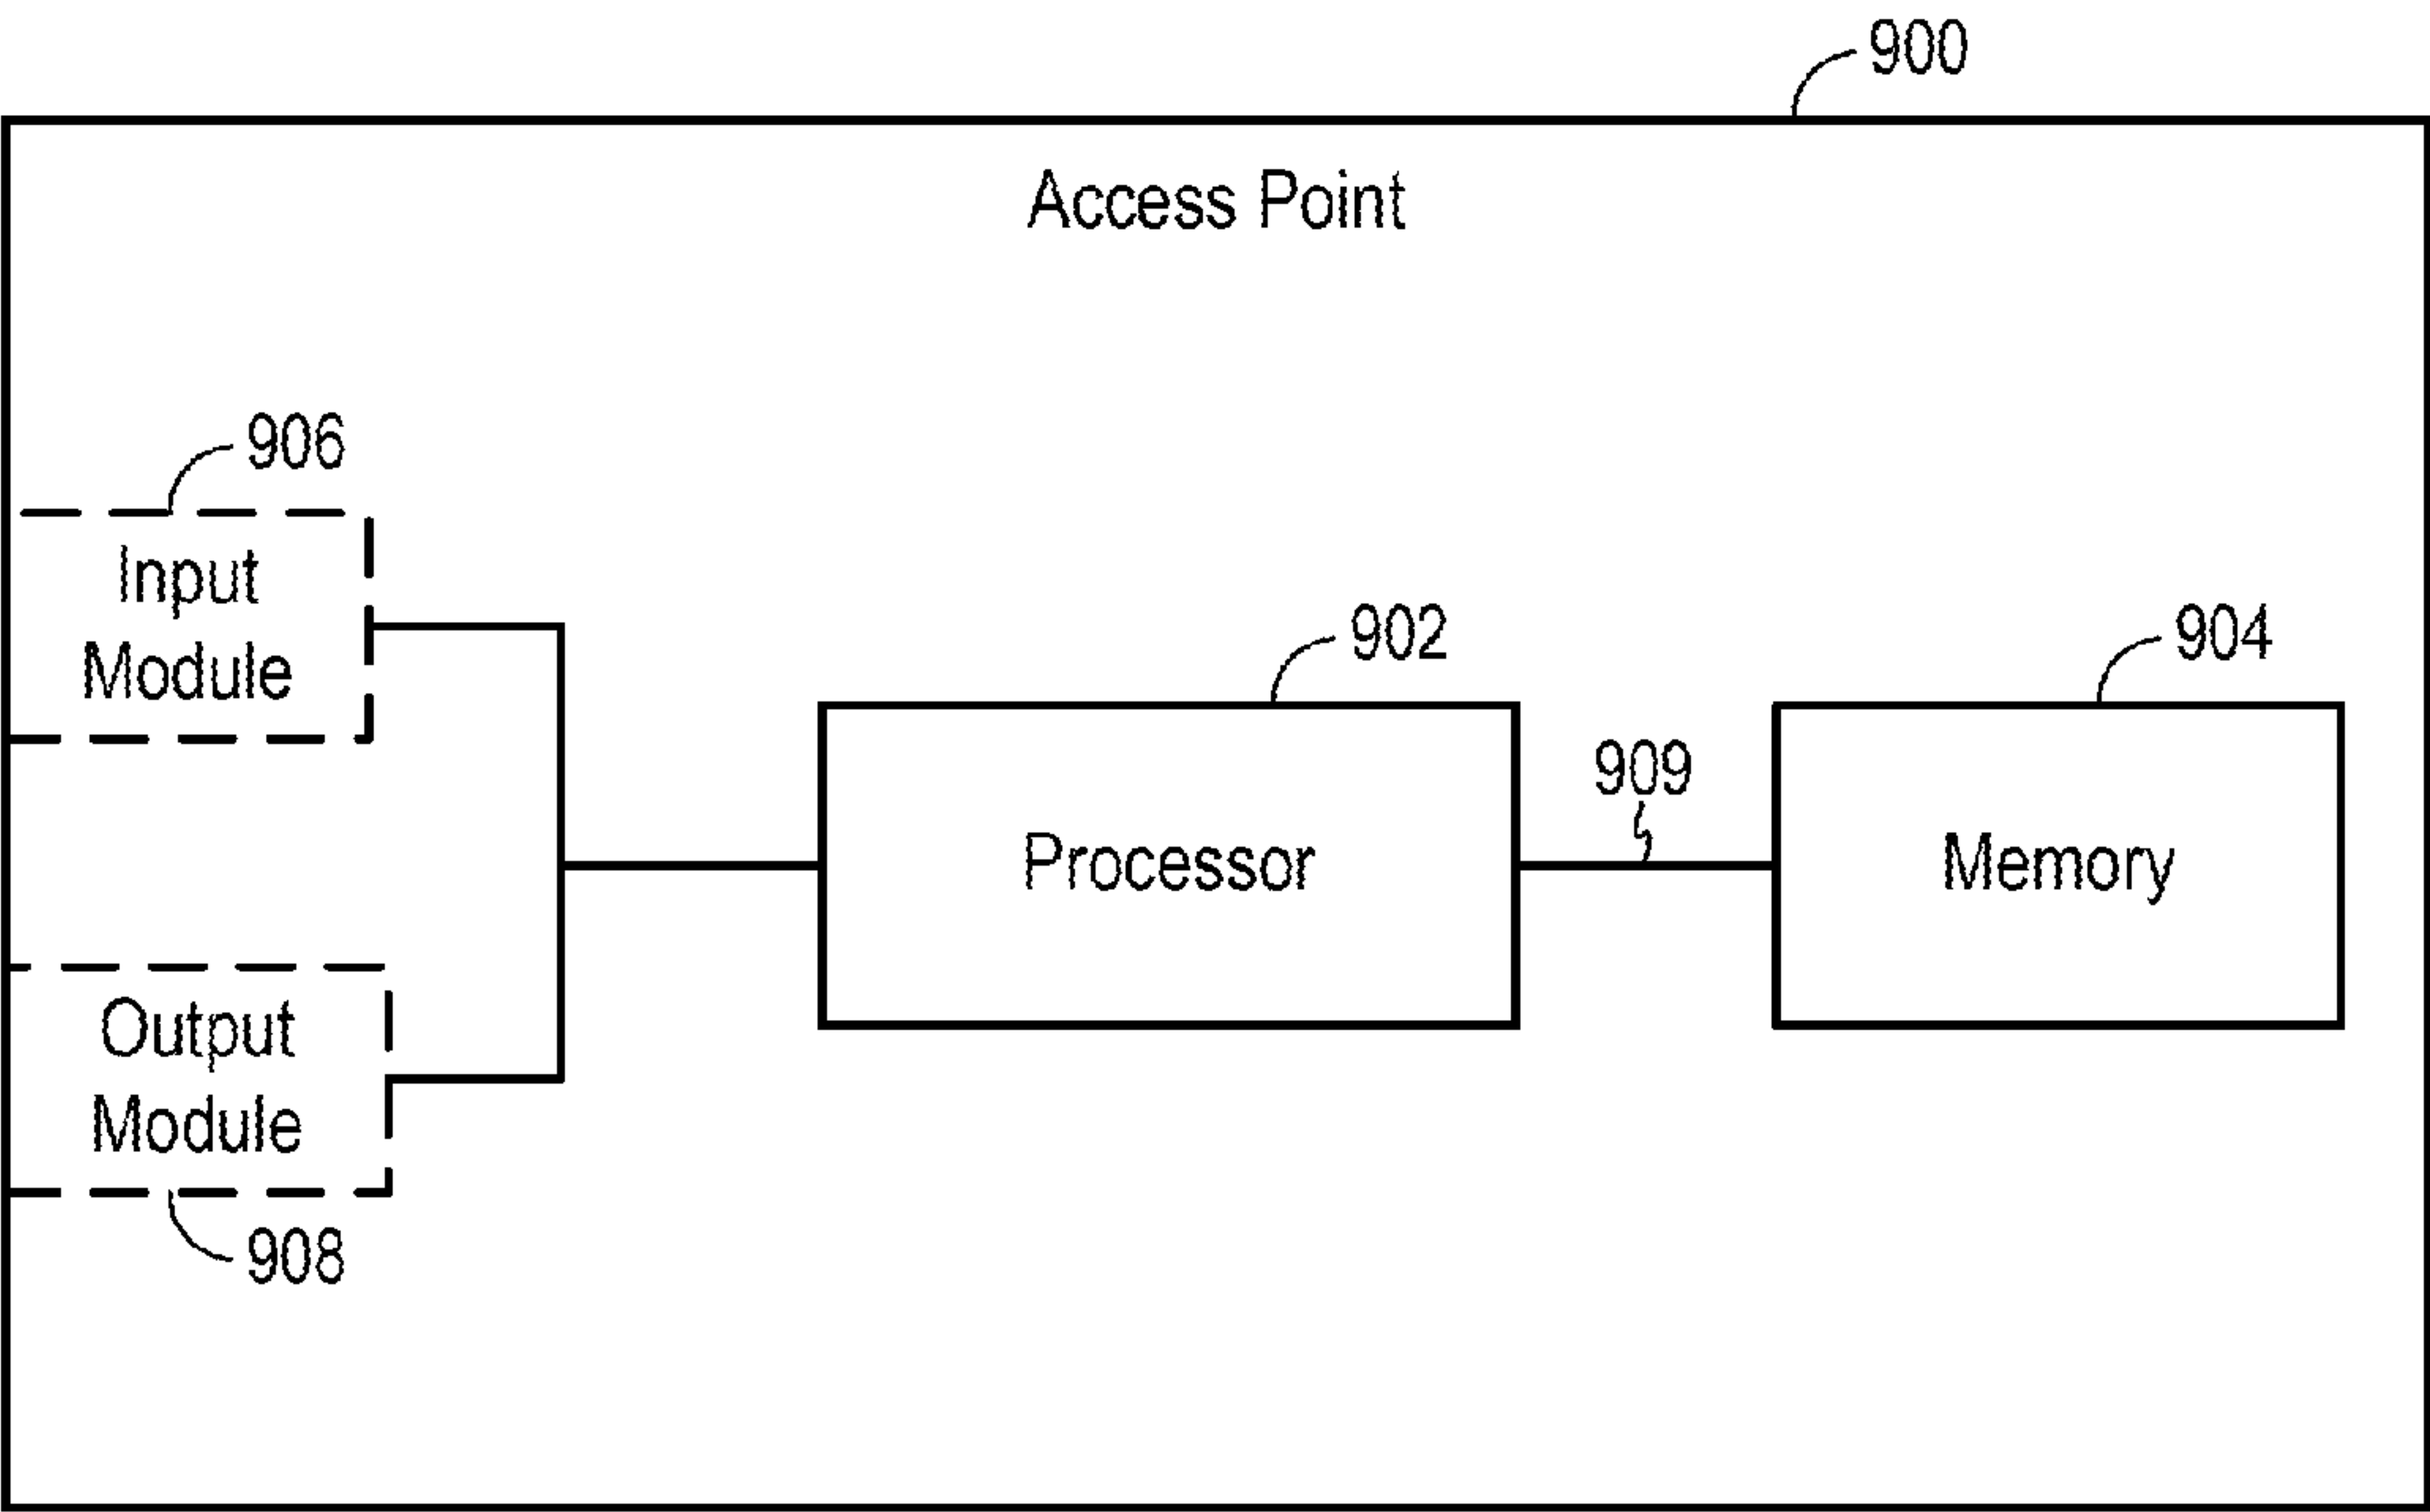 900
Access Point
906
Input
Module
902
904
909
Processor
Memory
Output
Module
908